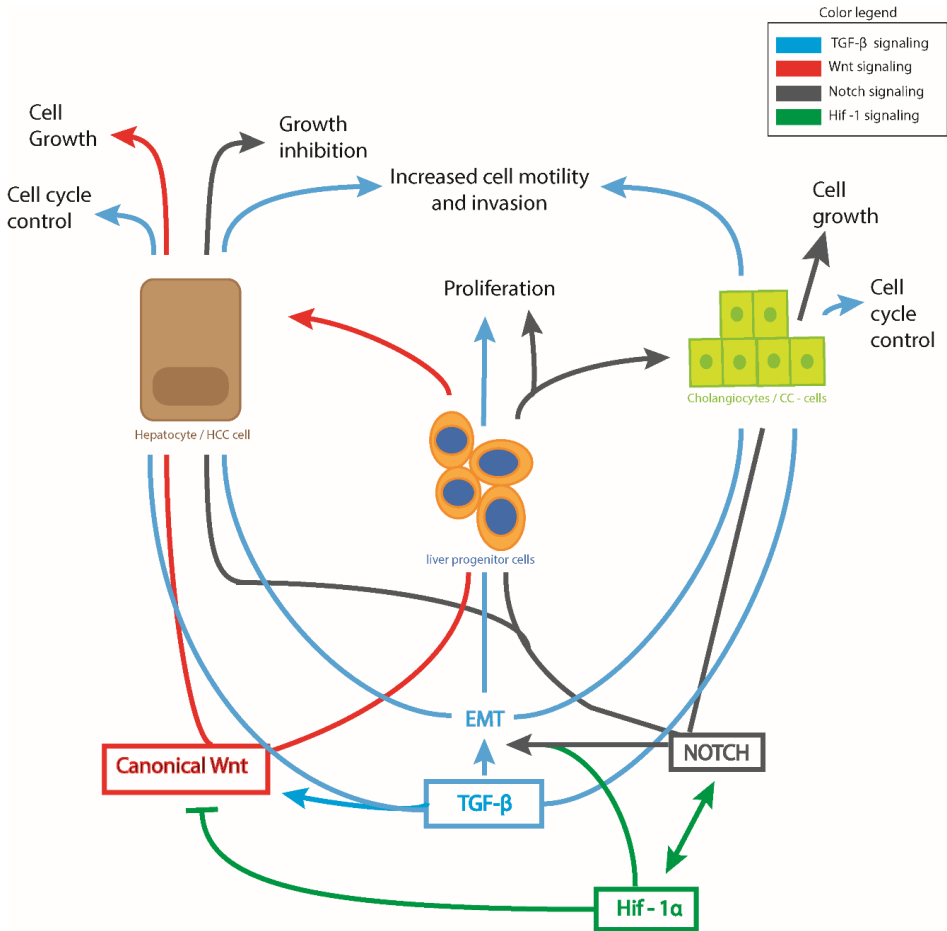 Color legend
TGF-β signaling
Wnt signaling
Notch signaling
Hif -1 signaling
Cell
Growth
Growth
inhibition
Cell cycle
control
Increased cell motility
and invasion
Cell
growth
Proliferation
Cell
cycle
control
Hepatocyte / HCC cell
Cholangiocytes / CC - cells
liver progenitor cells
EMT
Canonical Wnt
NOTCH
TGF-β
Hif - 1α